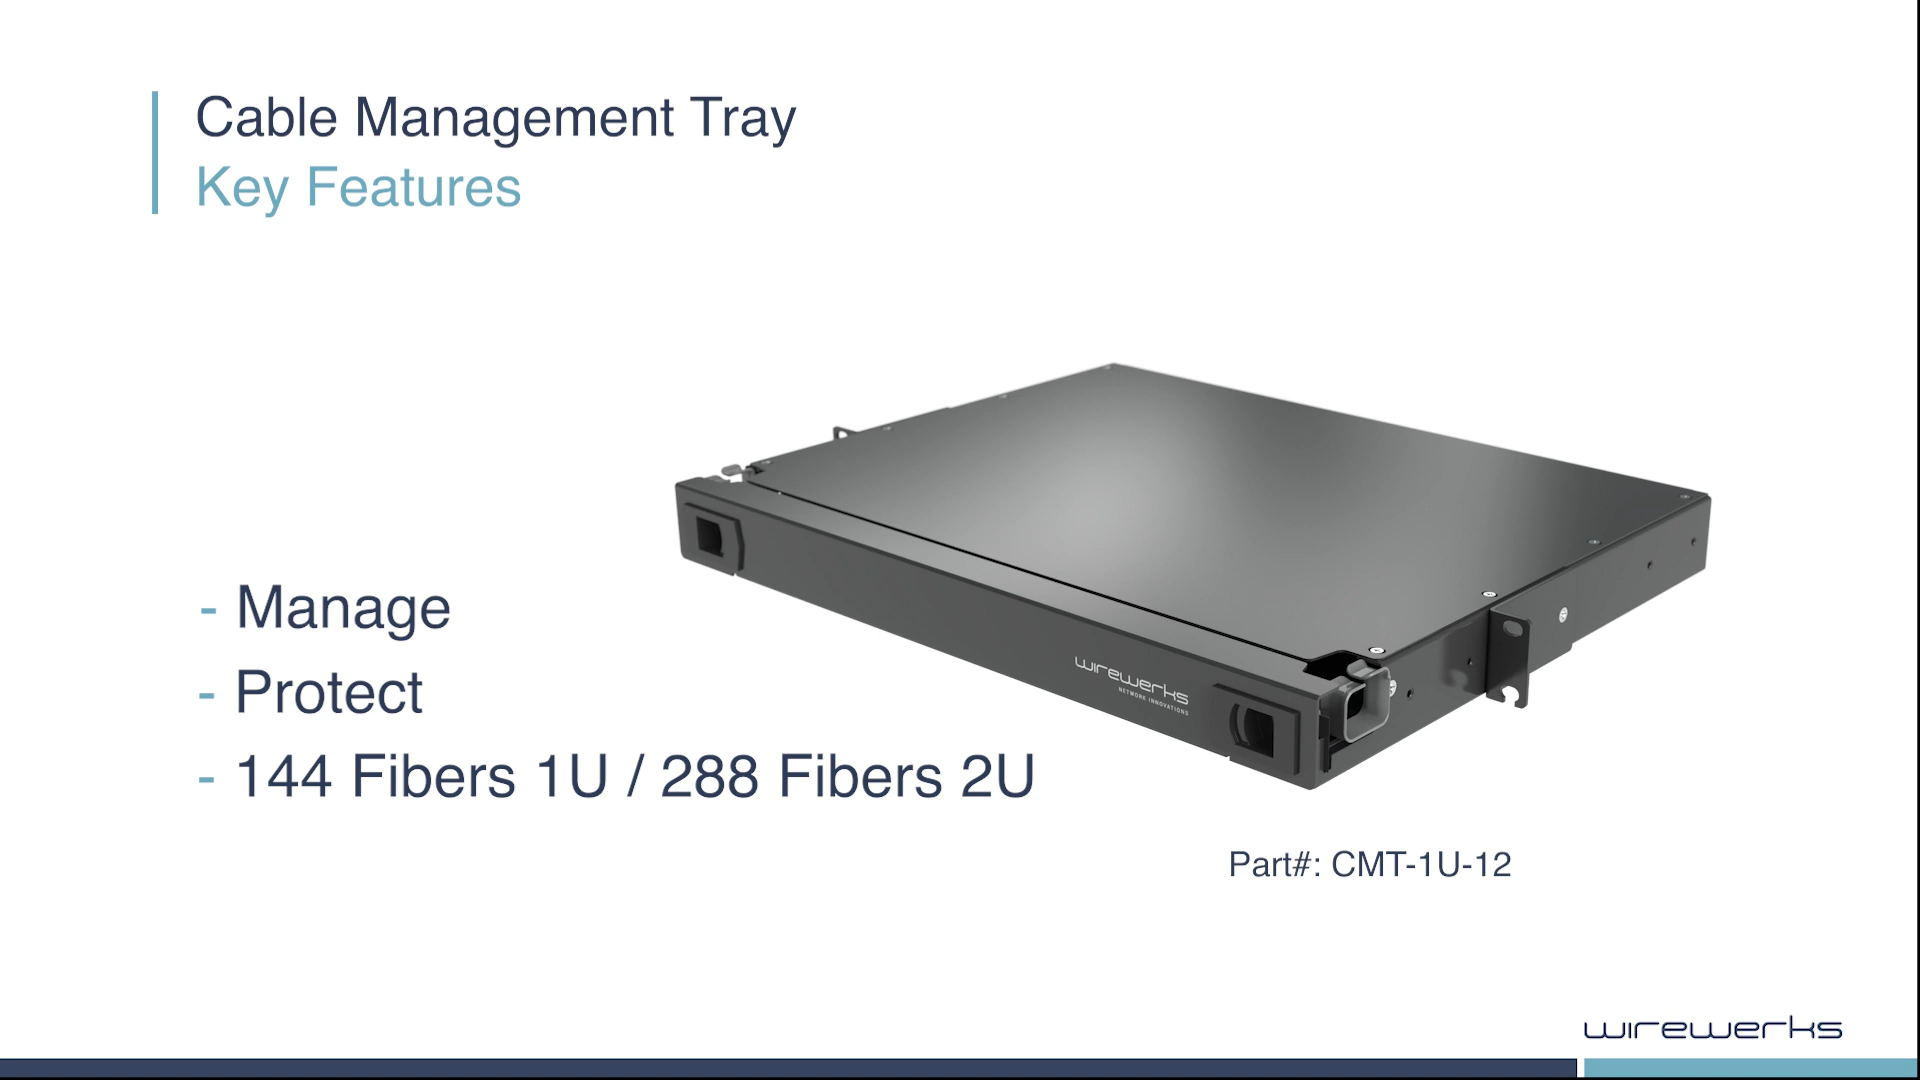 Cable Management Tray
Key Features
- Manage
- Protect
- 144 Fibers 1U / 288 Fibers 2U
wirewerks
NETWORK INNOVATIONS
Part#: CMT-1U-12
wirewerks